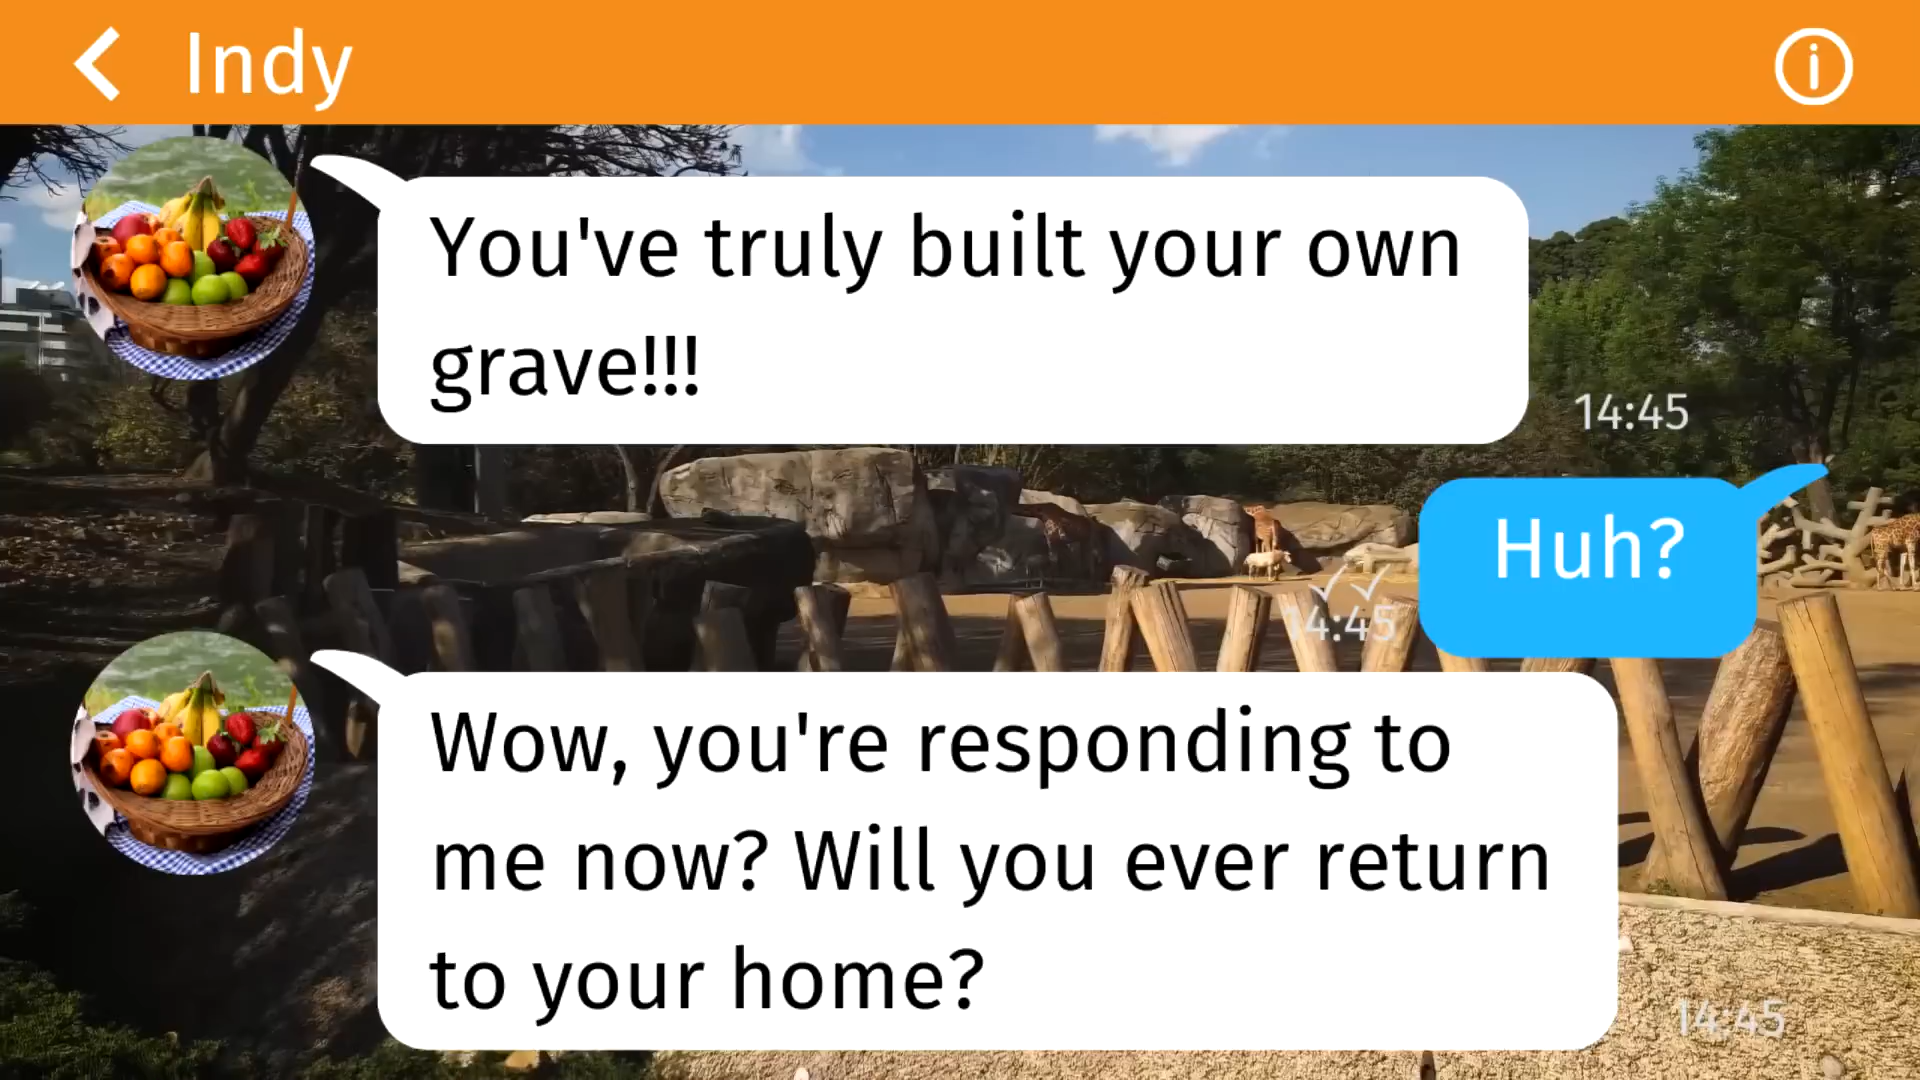 Indy
You've truly built your own
grave!!!
14:45
Huh?
14:45
Wow, you're responding to
me now? Will you ever return
to your home?
14:45